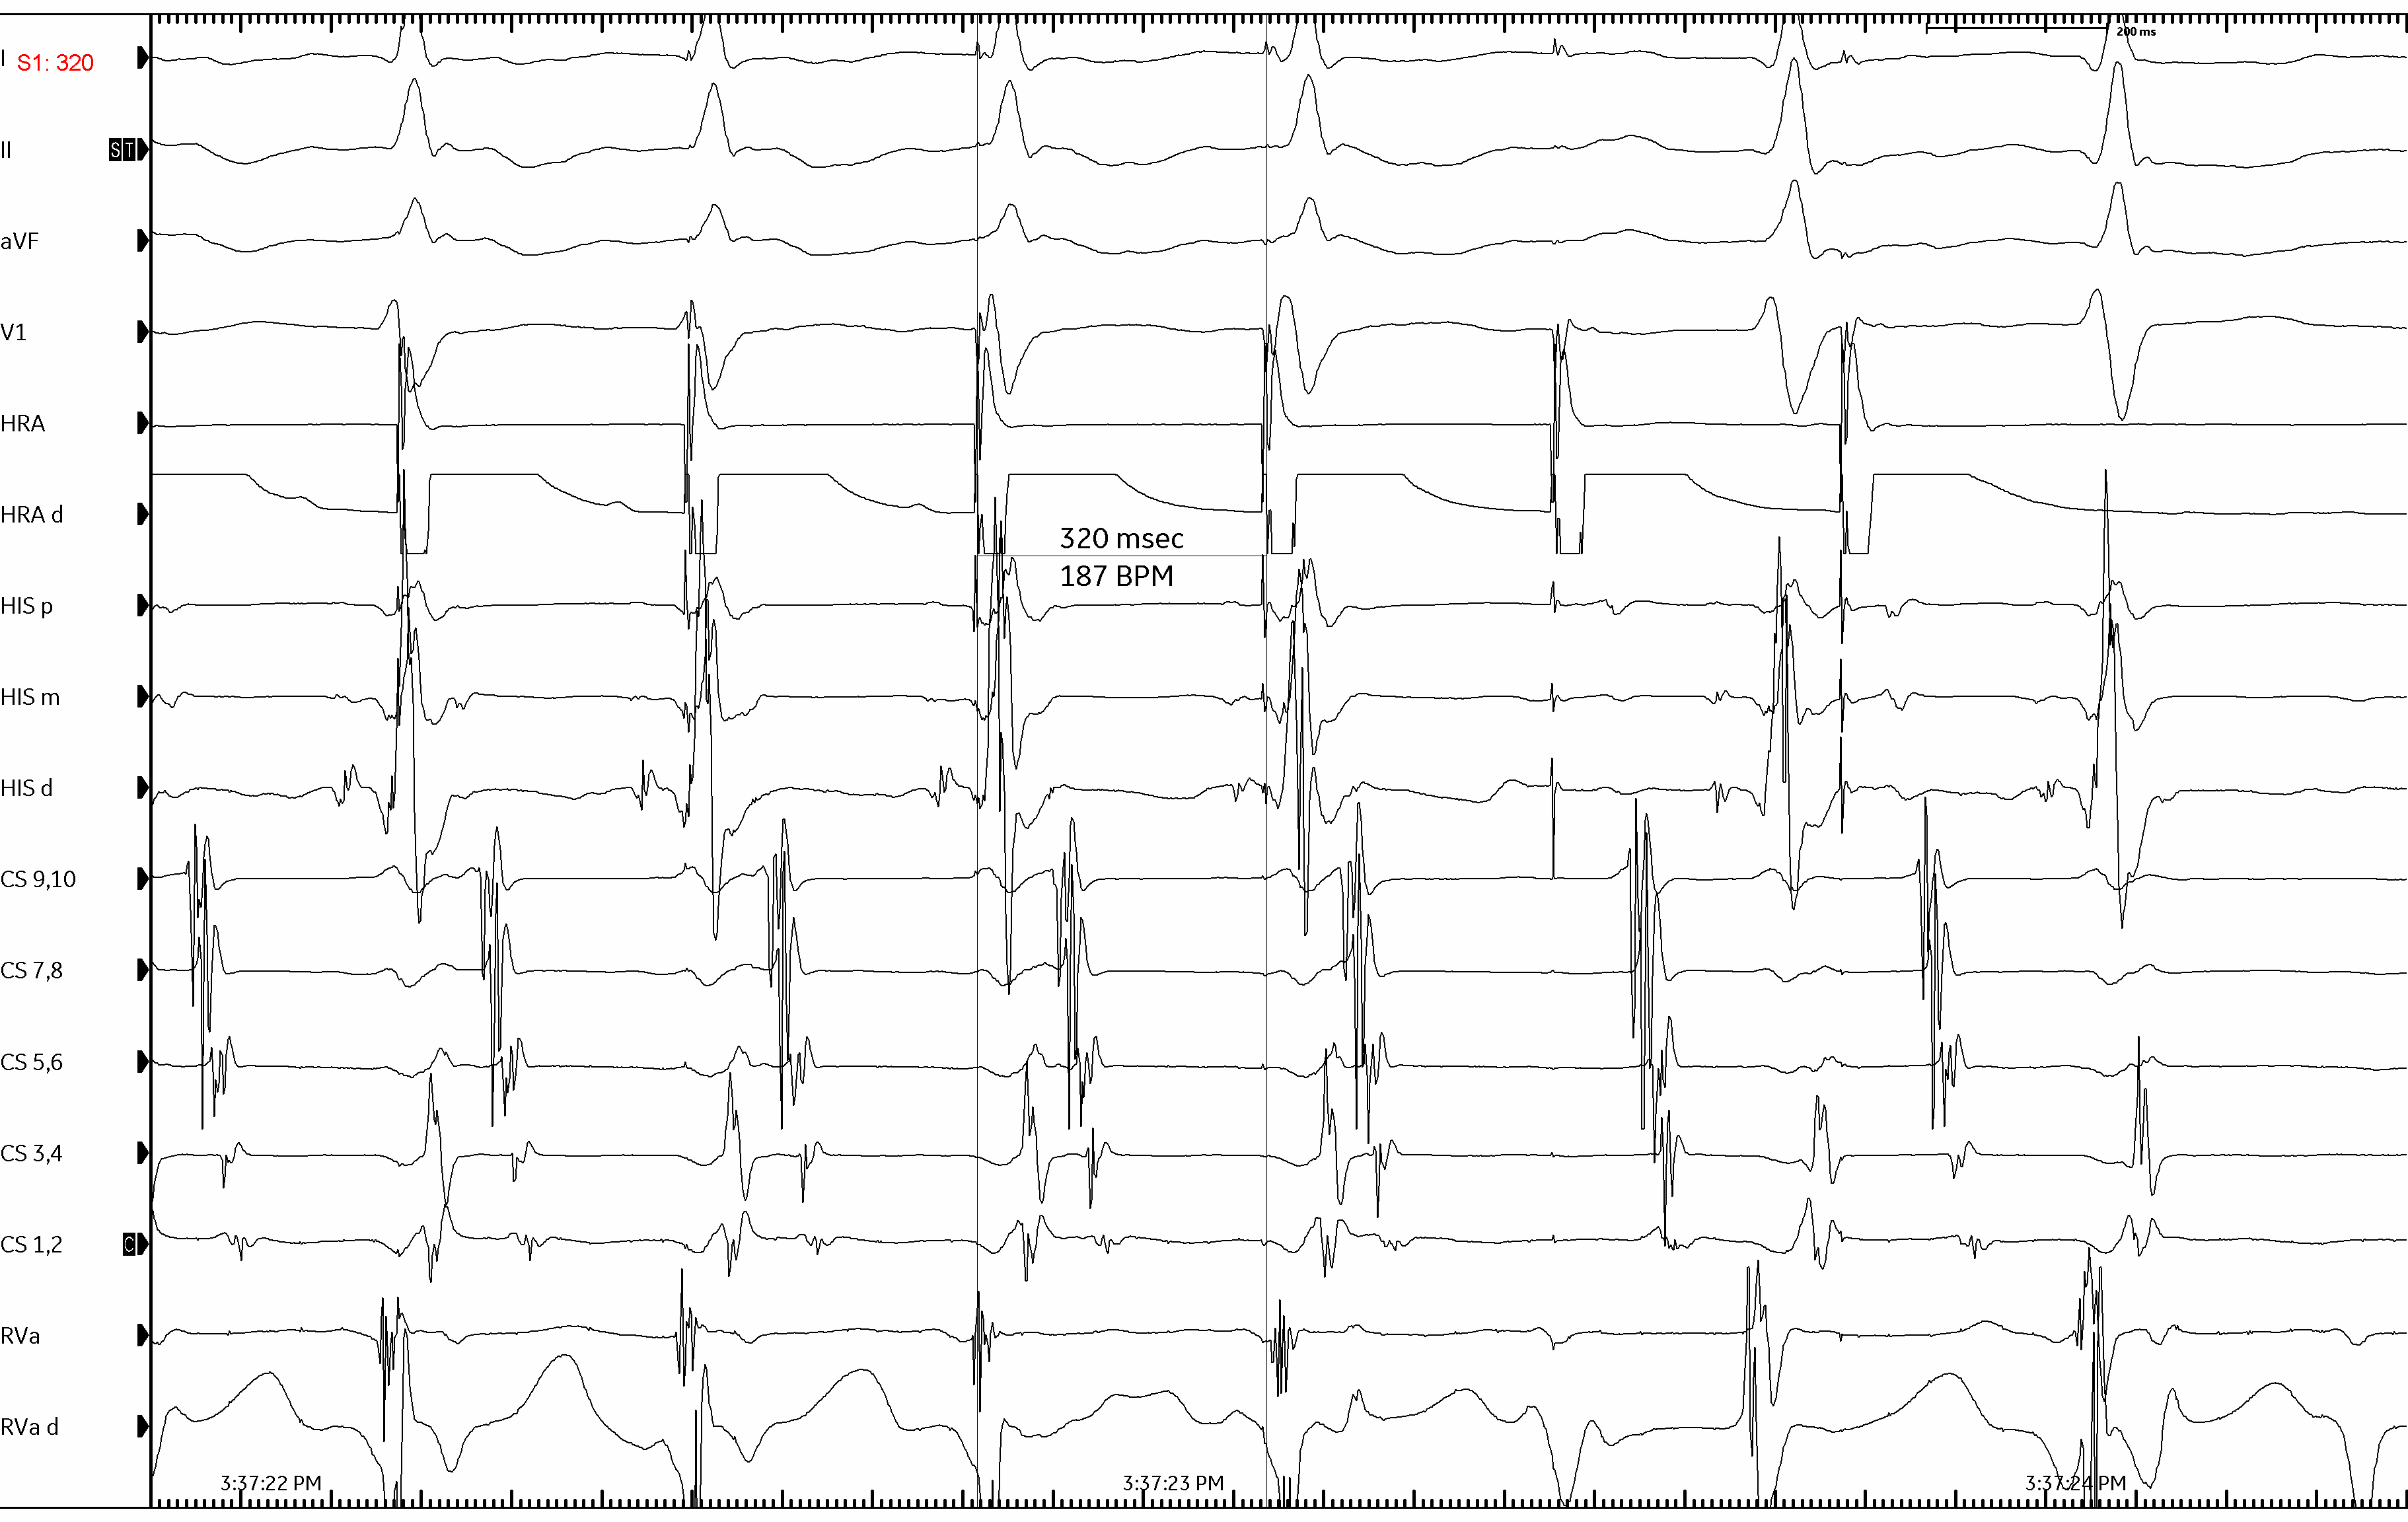 I
S1: 320
200 ms
II
ST
aVF
V1
HRA
HRA d
320 msec
187 BPM
HIS p
HIS m
HIS d
CS 9,10
CS 7,8
CS 5,6
CS 3,4
CS 1,2
C
RVa
RVa d
3:37:22 PM
3:37:23 PM
3:37:24 PM